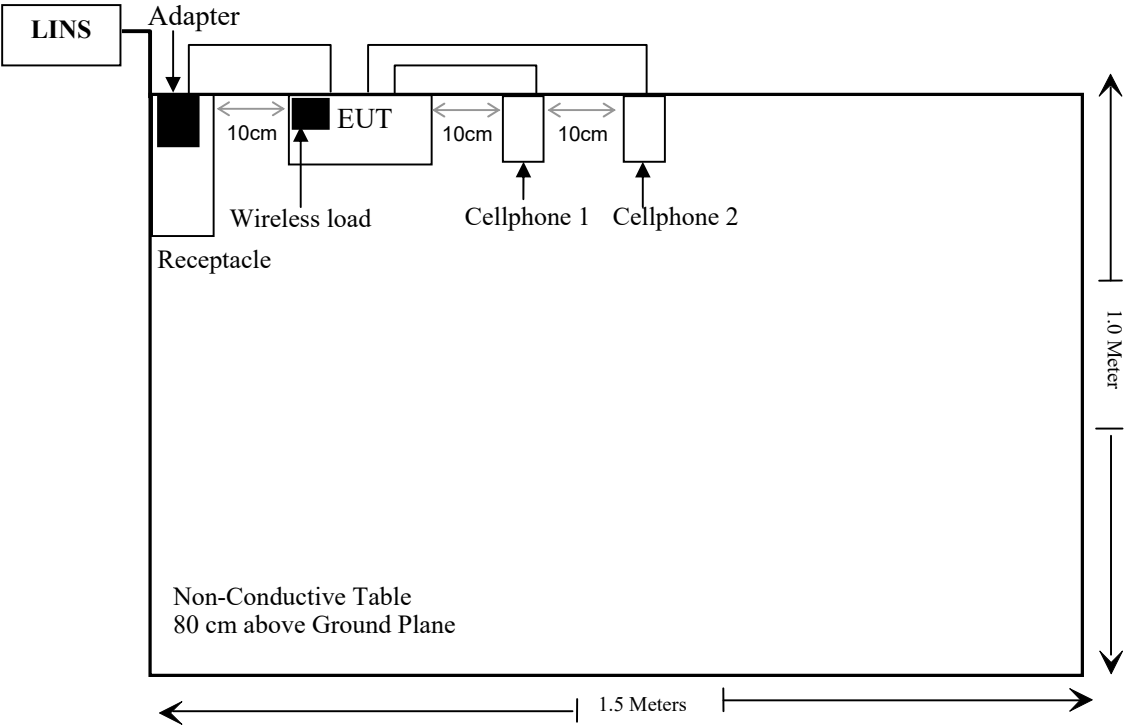 LINS
Adapter
EUT
10cm
10cm
10cm
Wireless load
Cellphone 1
Cellphone 2
Receptacle
1.0 Meter
Non-Conductive Table
80 cm above Ground Plane
1.5 Meters